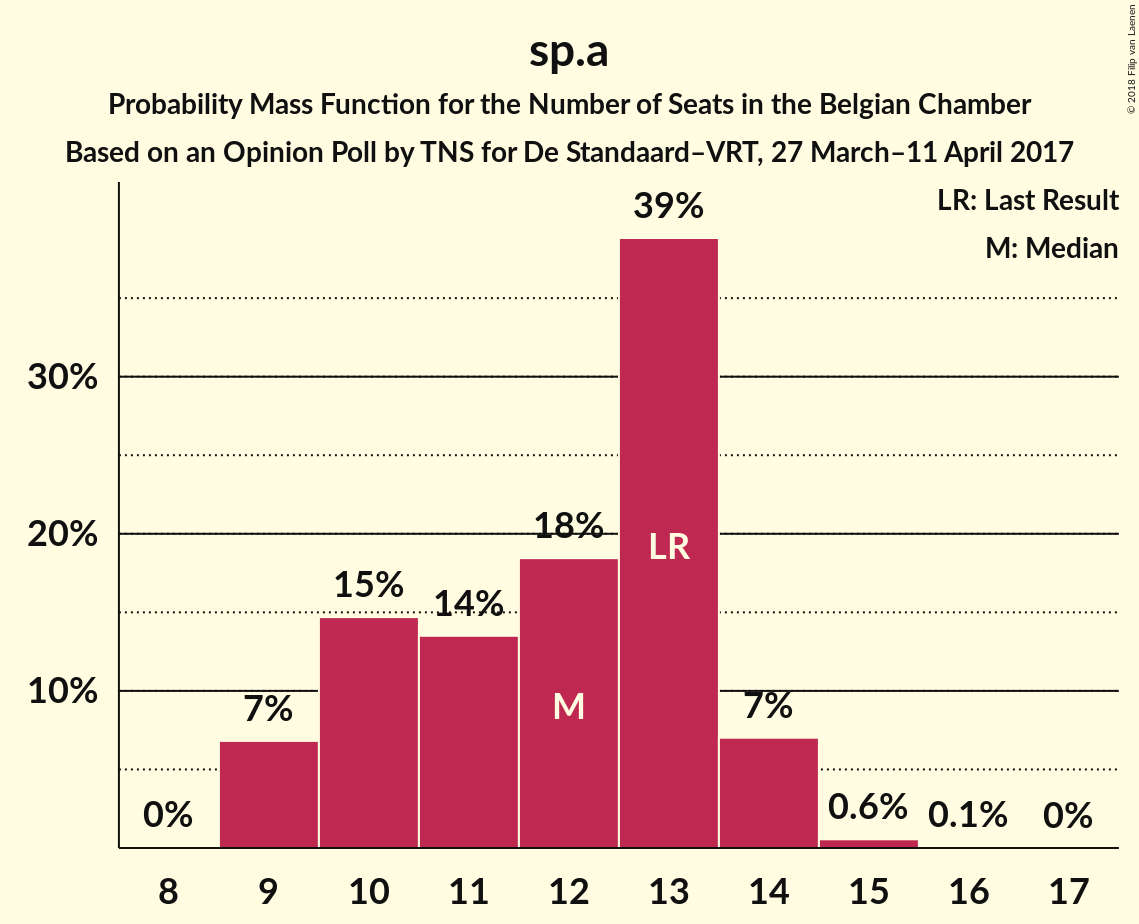 sp.a
Probability Mass Function for the Number of Seats in the Belgian Chamber
Based on an Opinion Poll by TNS for De Standaard–VRT, 27 March–11 April 2017
© 2018 Filip van Laenen
LR: Last Result
M: Median
39%
30%
20%
10%
0%
7%
15%
14%
18%
7%
0.6%
0.1%
0%
LR
M
8 9 10 11 12 13 14 15 16 17